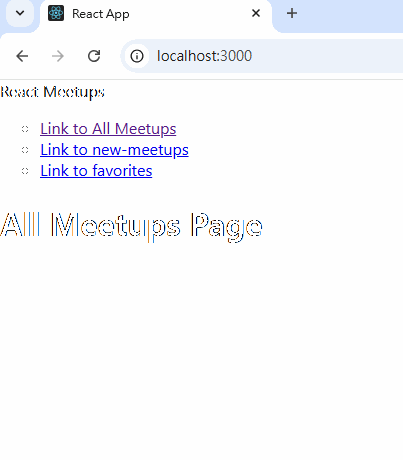 React App
localhost:3000
React Meetups
Link to All Meetups
Link to new-meetups
Link to favorites
All Meetups Page